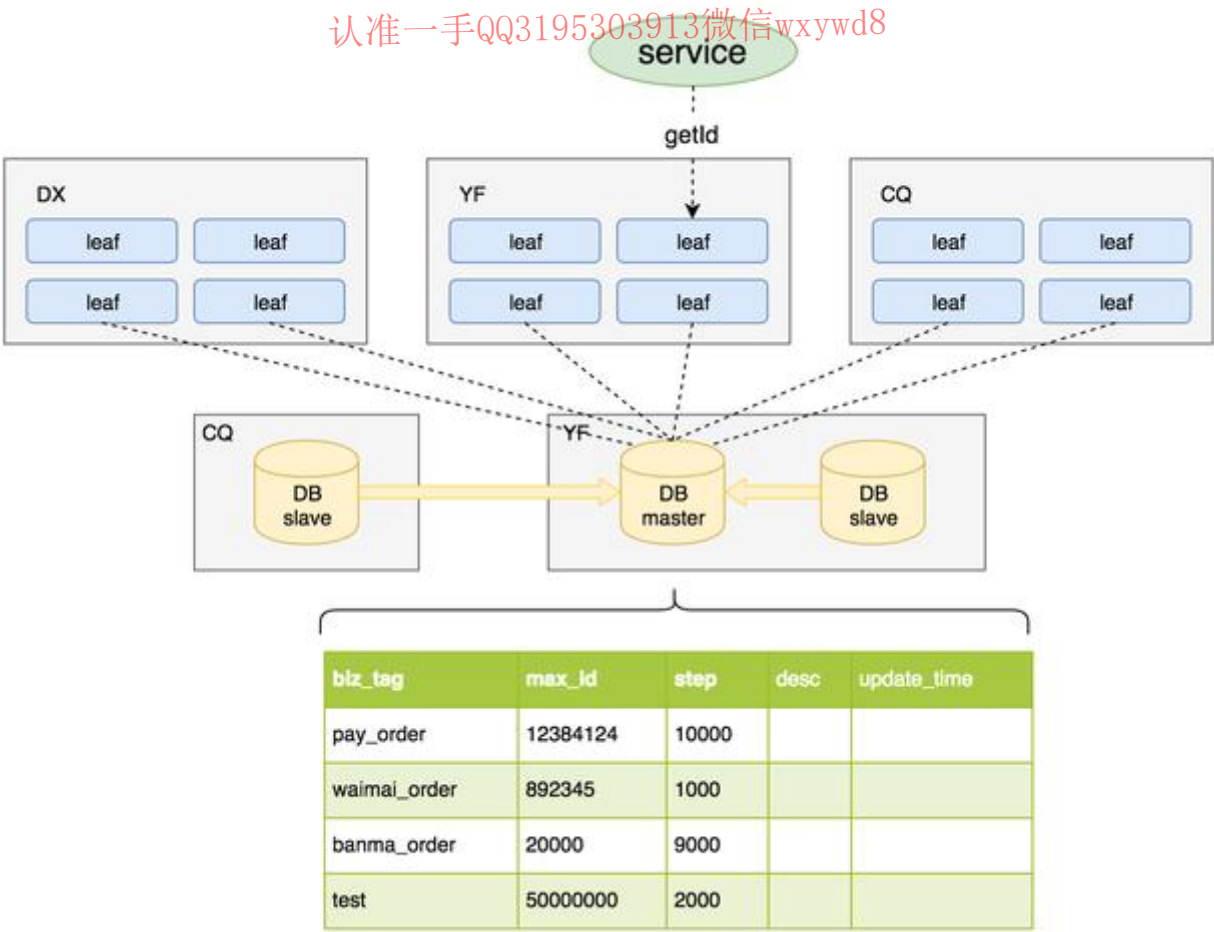 认准一手QQ3195303913微信wxywd8
service
getId
DX
leaf leaf
leaf leaf
YF
leaf leaf
leaf leaf
CQ
leaf leaf
leaf leaf
CQ
DB
slave
YF
DB
master
DB
slave
biz_tag max_id step desc update_time
pay_order 12384124 10000
waimai_order 892345 1000
banma_order 20000 9000
test 50000000 2000